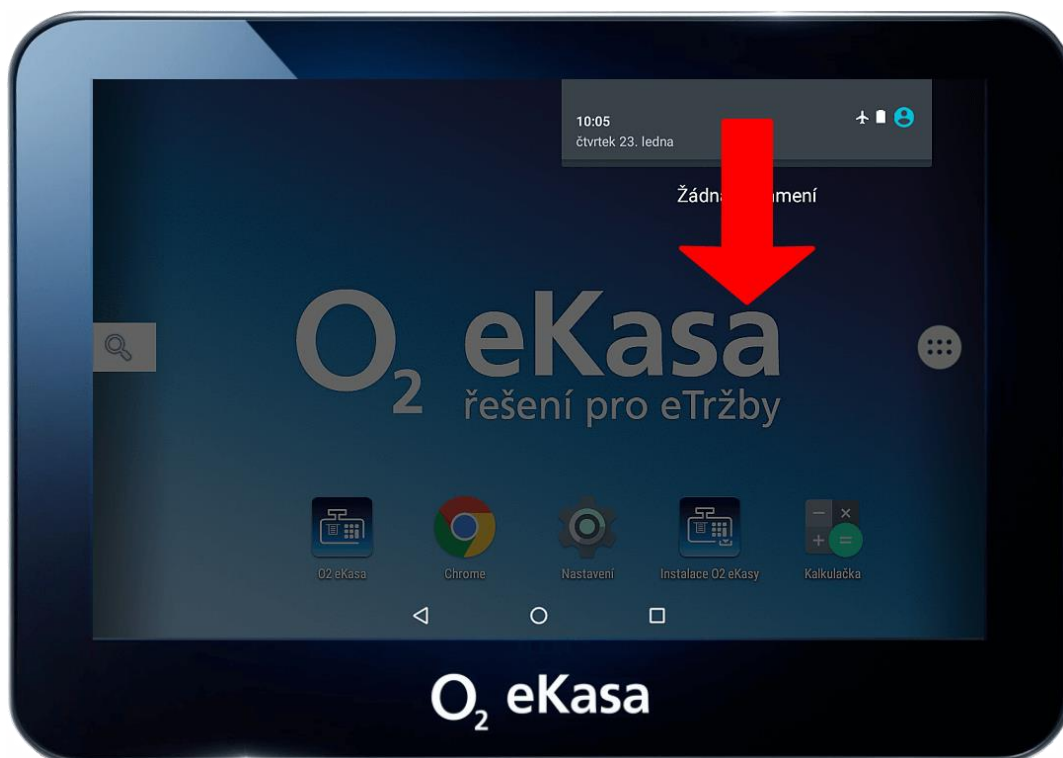 10:05
čtvrtek 23. ledna
O2 eKasa
řešení pro eTržby
O2 eKasa
Chrome
Nastavení
Instalace O2 eKasy
Kalkulačka
O2 eKasa